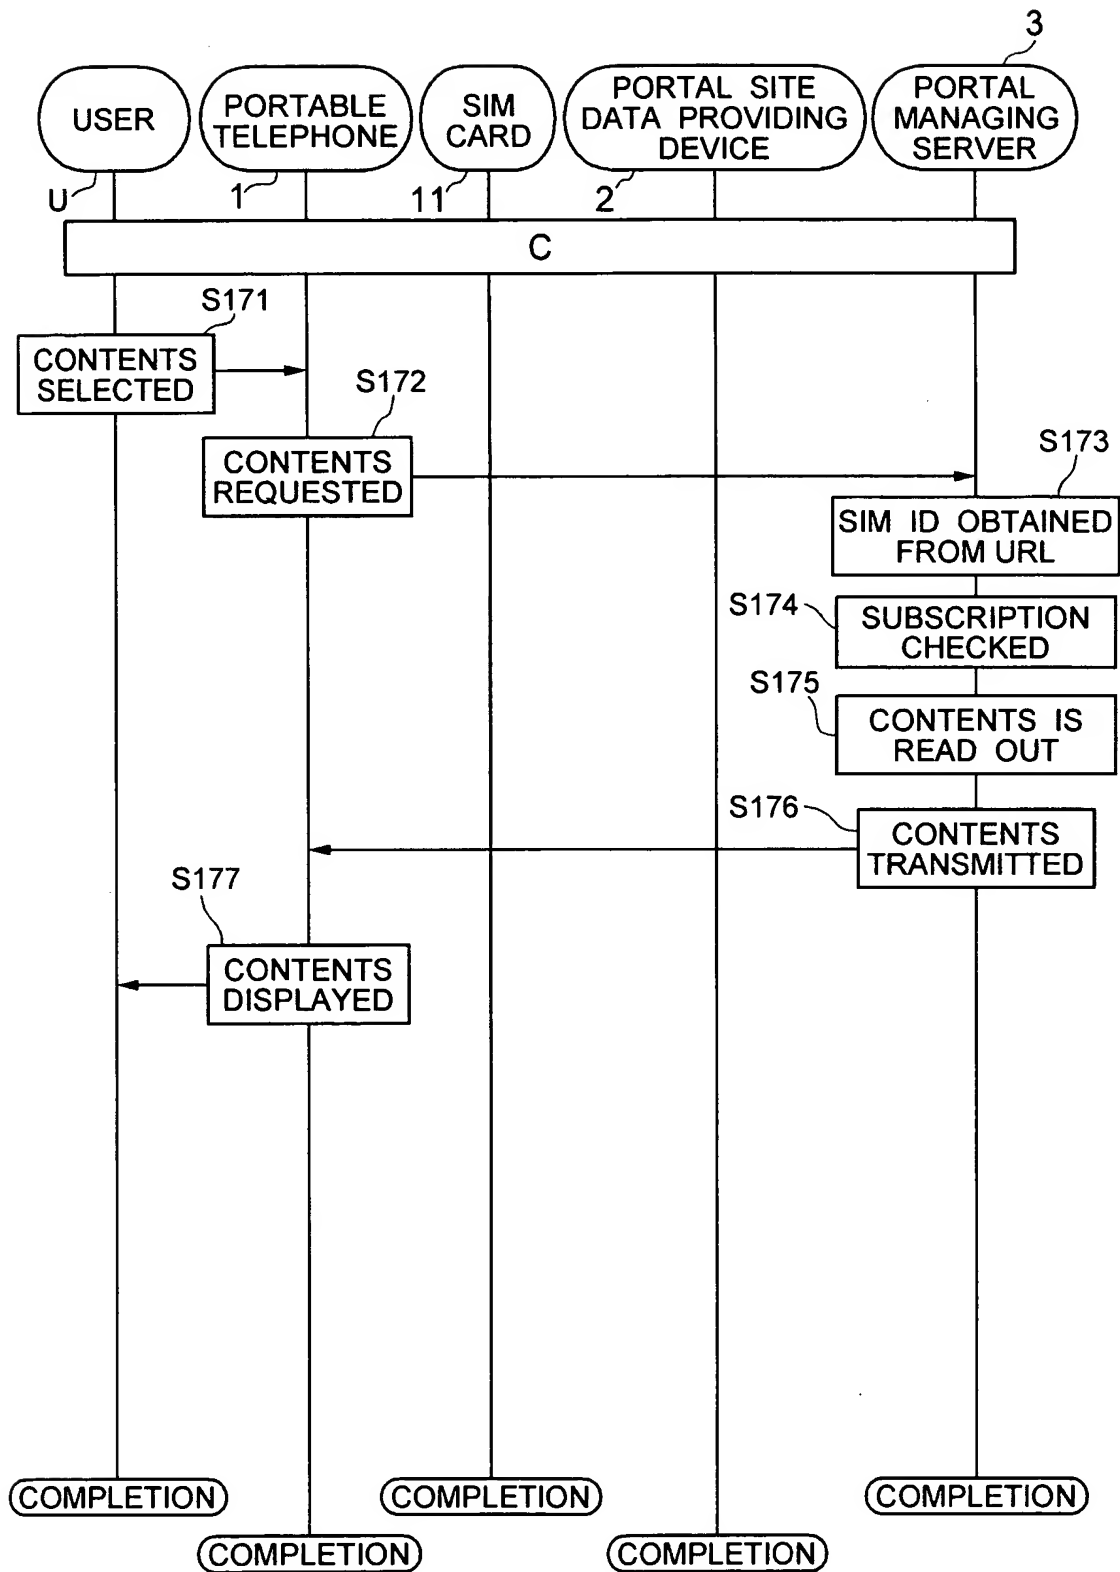 3
USER
PORTABLE
TELEPHONE
SIM
CARD
PORTAL SITE
DATA PROVIDING
DEVICE
PORTAL
MANAGING
SERVER
U
1
11
2
C
S171
CONTENTS
SELECTED
S172
CONTENTS
REQUESTED
S173
SIM ID OBTAINED
FROM URL
S174
SUBSCRIPTION
CHECKED
S175
CONTENTS IS
READ OUT
S176
CONTENTS
TRANSMITTED
S177
CONTENTS
DISPLAYED
COMPLETION
COMPLETION
COMPLETION
COMPLETION
COMPLETION